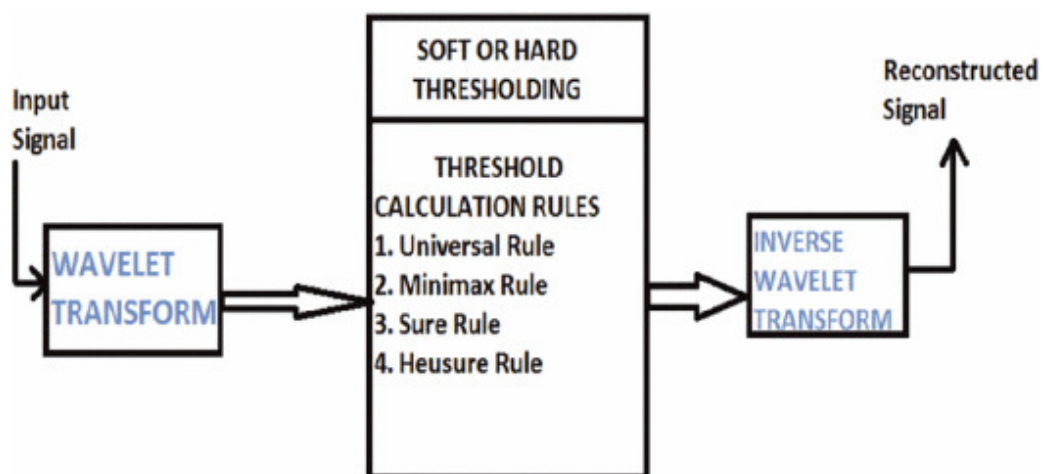 Input
Signal
WAVELET
TRANSFORM
SOFT OR HARD
THRESHOLDING
THRESHOLD
CALCULATION RULES
1. Universal Rule
2. Minimax Rule
3. Sure Rule
4. Heusure Rule
INVERSE
WAVELET
TRANSFORM
Reconstructed
Signal